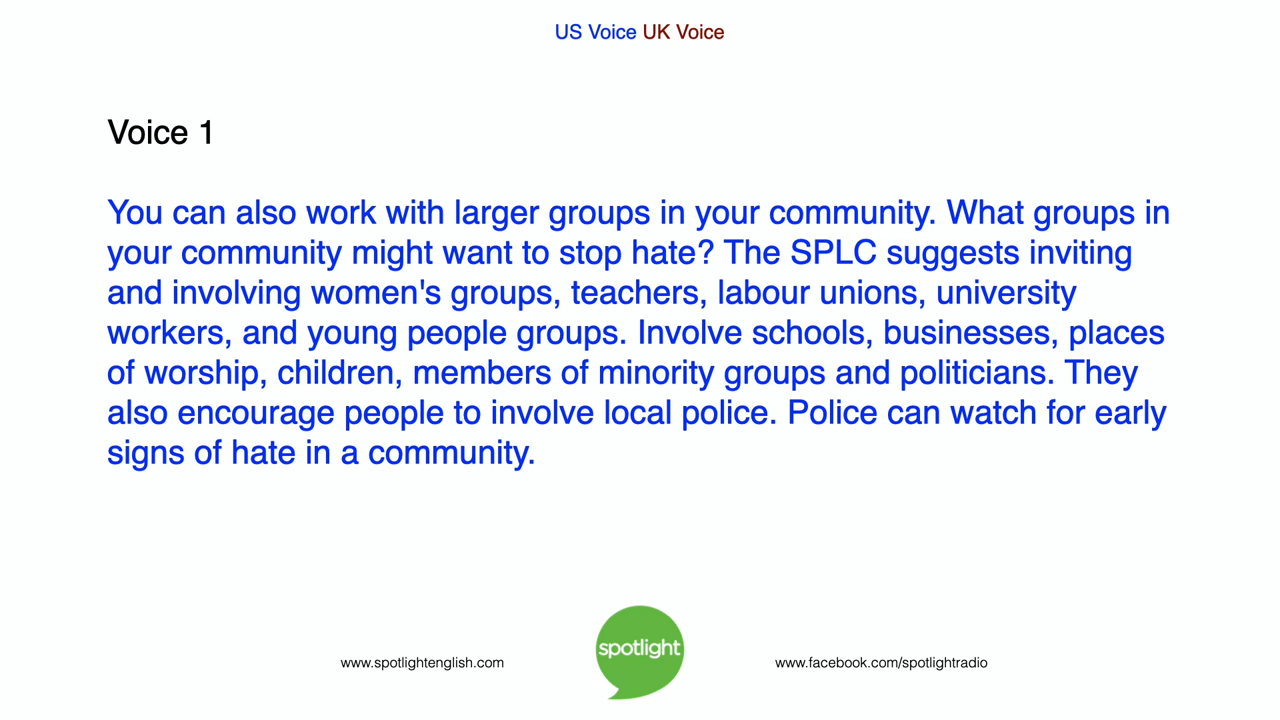 US Voice UK Voice
Voice 1
You can also work with larger groups in your community. What groups in
your community might want to stop hate? The SPLC suggests inviting
and involving women's groups, teachers, labour unions, university
workers, and young people groups. Involve schools, businesses, places
of worship, children, members of minority groups and politicians. They
also encourage people to involve local police. Police can watch for early
signs of hate in a community.
www.spotlightenglish.com
spotlight
www.facebook.com/spotlightradio